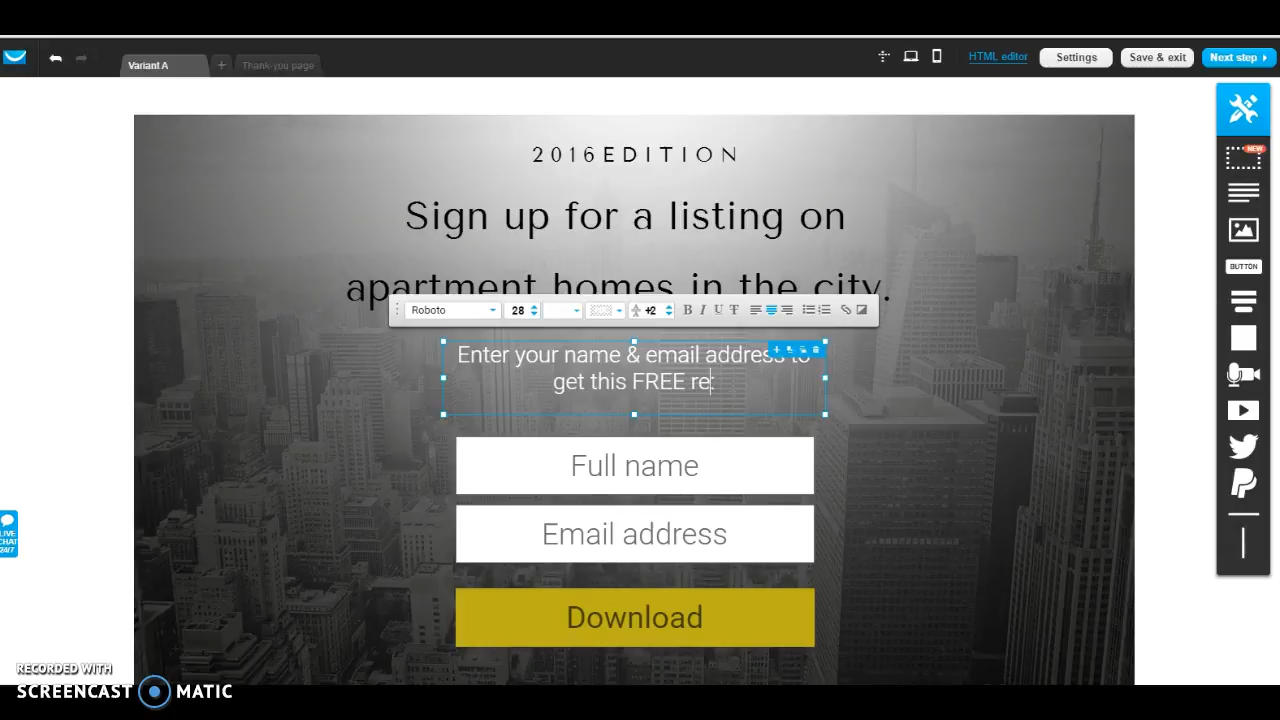 Variant A
+
Thank-you page
HTML editor
Settings
Save & exit
Next step
2016EDITION
Sign up for a listing on
apartment homes in the city.
Roboto
28
+2
B I U T
Enter your name & email address to
get this FREE re:
Full name
Email address
Download
NEW
BUTTON
LIVE
CHAT
24/7
RECORDED WITH
SCREENCAST MATIC